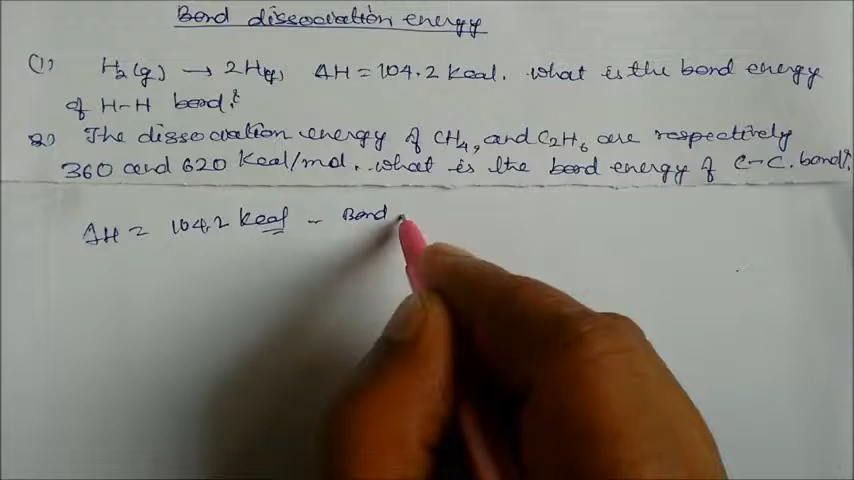 Bond dissociation energy
(1) H2(g) → 2H(g) ΔH = 104.2 Kcal. what is the bond energy
of H-H bond?
2) The dissociation energy of CH4, and C2H6 are respectively
360 and 620 Kcal/mol. what is the bond energy of C-C. bond?
ΔH = 104.2 Kcal - Bond